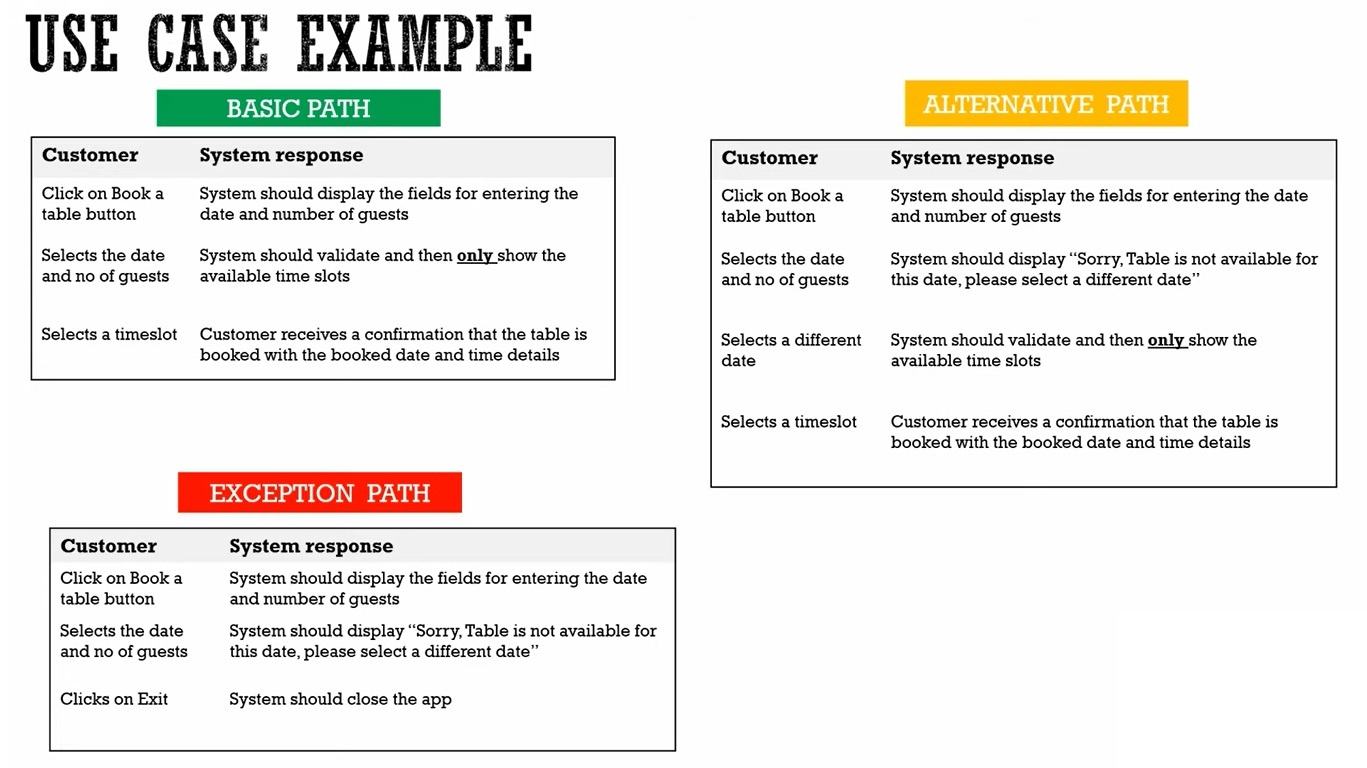 USE CASE EXAMPLE
BASIC PATH
Customer System response
Click on Book a System should display the fields for entering the
table button date and number of guests
Selects the date System should validate and then only show the
and no of guests available time slots
Selects a timeslot Customer receives a confirmation that the table is
booked with the booked date and time details
ALTERNATIVE PATH
Customer System response
Click on Book a System should display the fields for entering the date
table button and number of guests
Selects the date System should display “Sorry, Table is not available for
and no of guests this date, please select a different date”
Selects a different System should validate and then only show the
date available time slots
Selects a timeslot Customer receives a confirmation that the table is
booked with the booked date and time details
EXCEPTION PATH
Customer System response
Click on Book a System should display the fields for entering the date
table button and number of guests
Selects the date System should display “Sorry, Table is not available for
and no of guests this date, please select a different date”
Clicks on Exit System should close the app